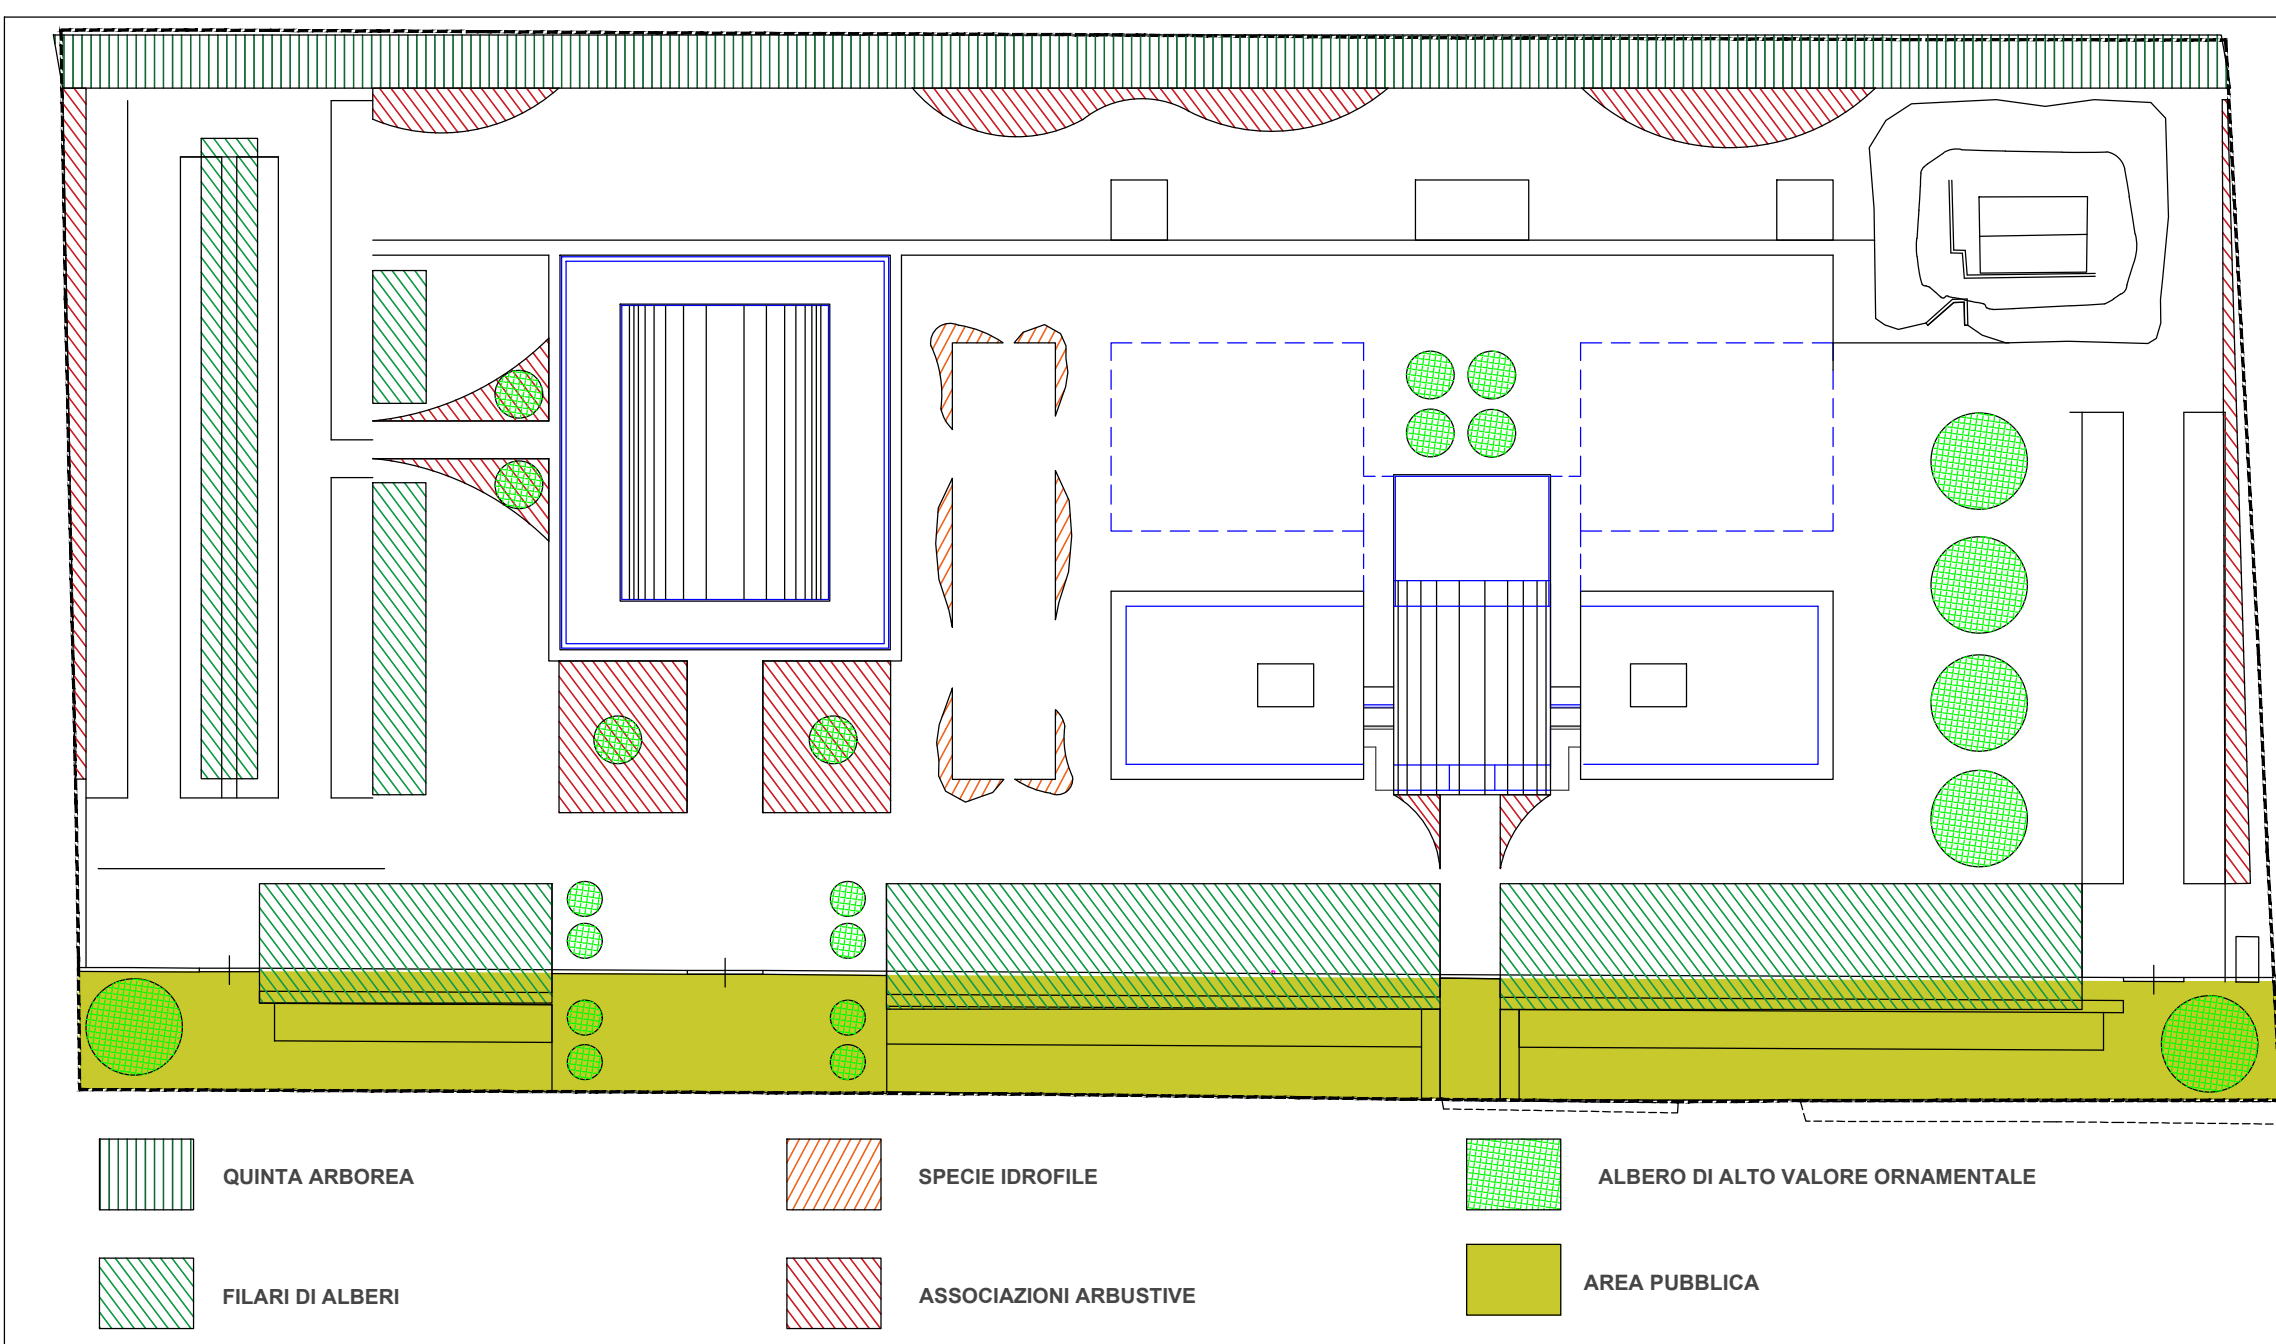 QUINTA ARBOREA
SPECIE IDROFILE
ALBERO DI ALTO VALORE ORNAMENTALE
FILARI DI ALBERI
ASSOCIAZIONI ARBUSTIVE
AREA PUBBLICA